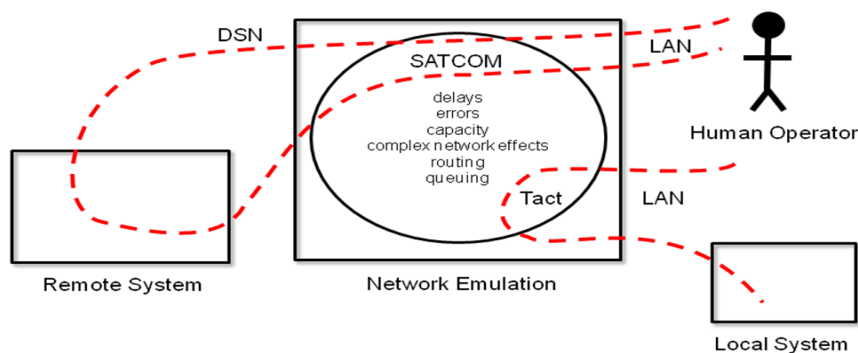 DSN
LAN
SATCOM
delays
errors
capacity
complex network effects
routing
queuing
Human Operator
Tact
LAN
Remote System
Network Emulation
Local System